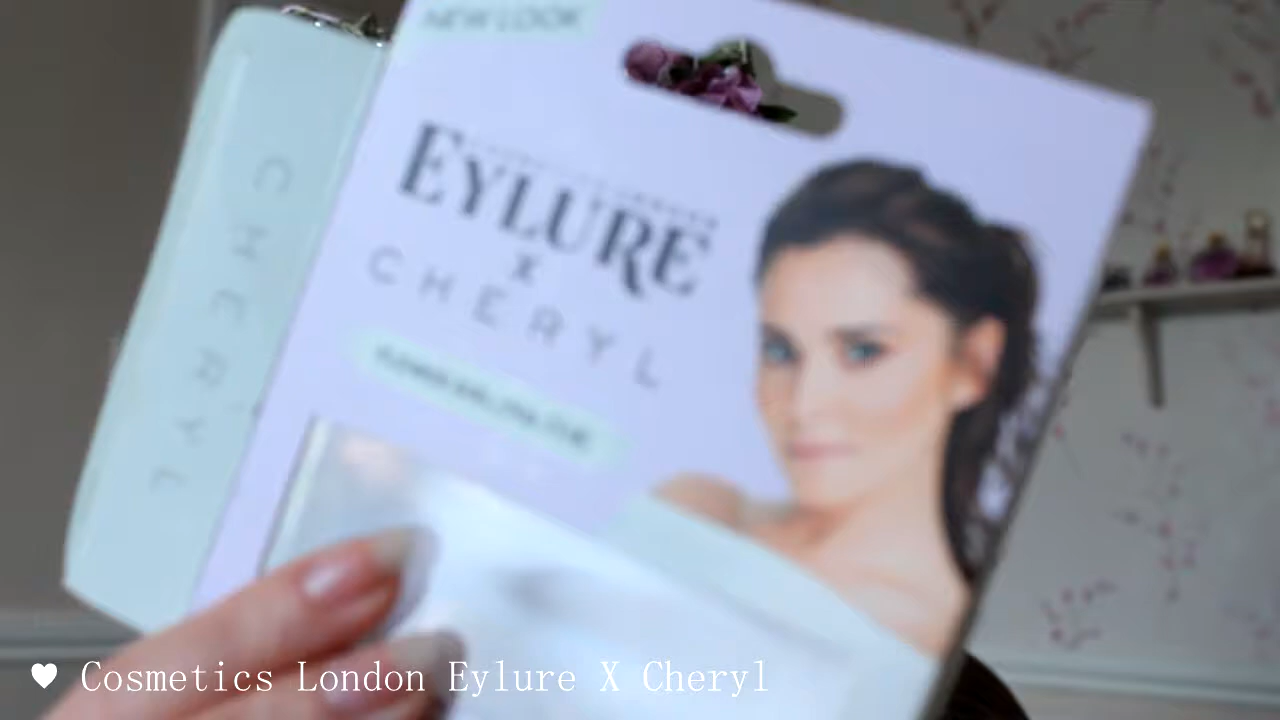 NEW LOOK
EYLURE
X
CHERYL
CHERYL
♥ Cosmetics London Eylure X Cheryl